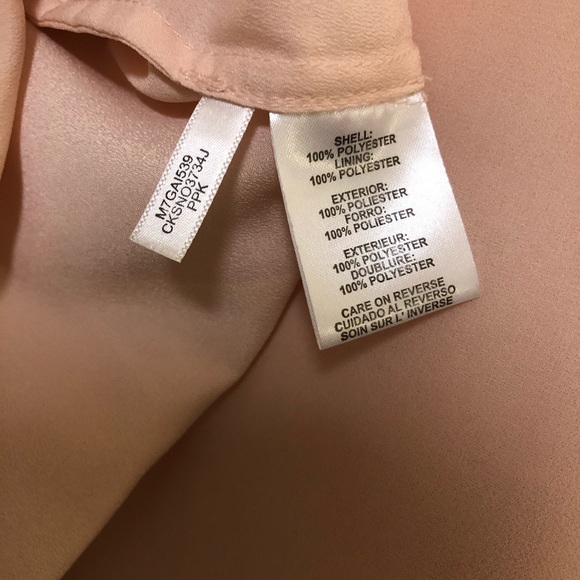 M7GAI539
CKSNO3734J
PPK
SHELL:
100% POLYESTER
LINING:
100% POLYESTER
EXTERIOR:
100% POLIESTER
FORRO:
100% POLIESTER
EXTERIEUR:
100% POLYESTER
DOUBLURE:
100% POLYESTER
CARE ON REVERSE
CUIDADO AL REVERSO
SOIN SUR L' INVERSE